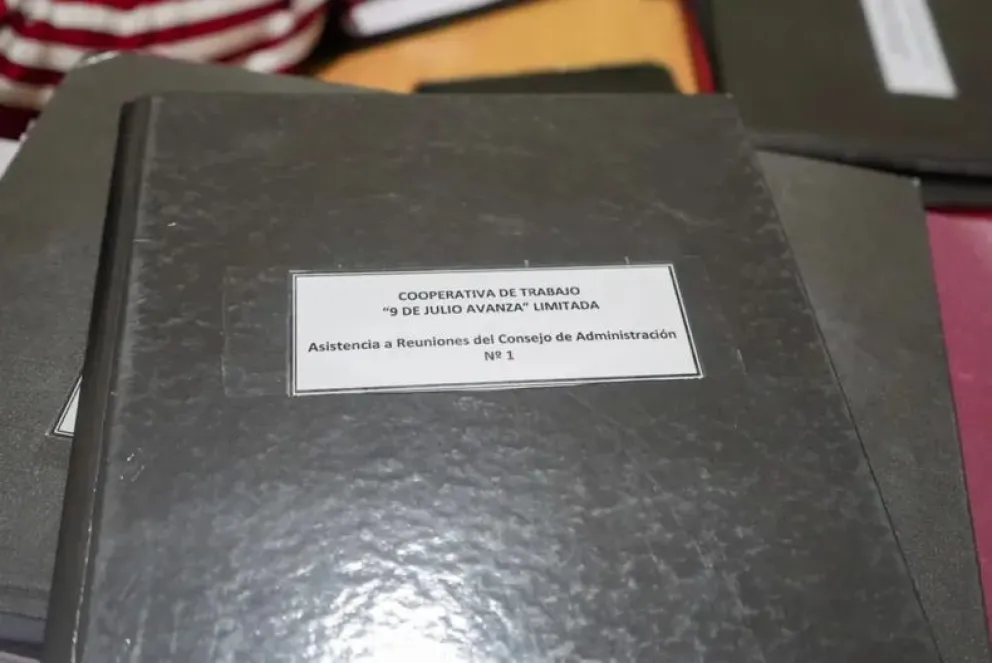 COOPERATIVA DE TRABAJO
“9 DE JULIO AVANZA” LIMITADA
Asistencia a Reuniones del Consejo de Administración
Nº 1